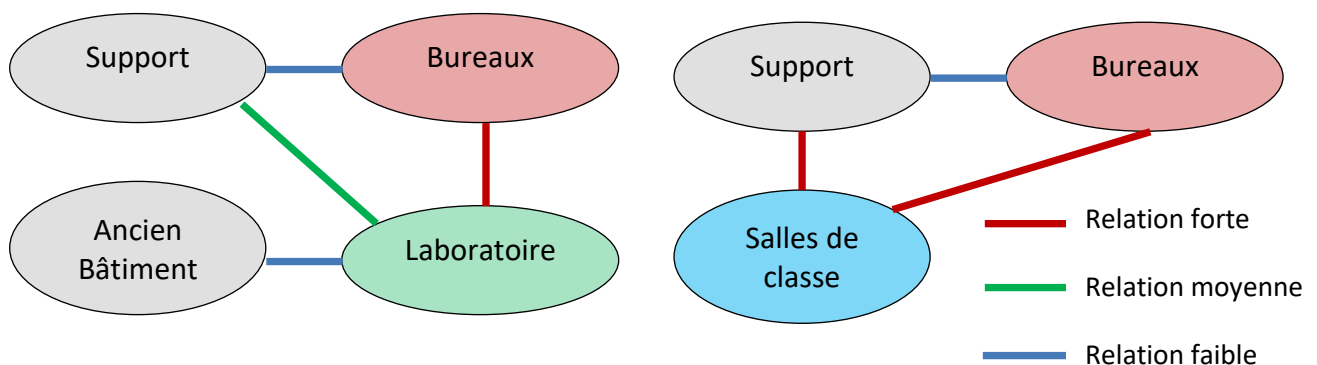 Support
Bureaux
Ancien
Bâtiment
Laboratoire
Support
Bureaux
Salles de
classe
Relation forte
Relation moyenne
Relation faible